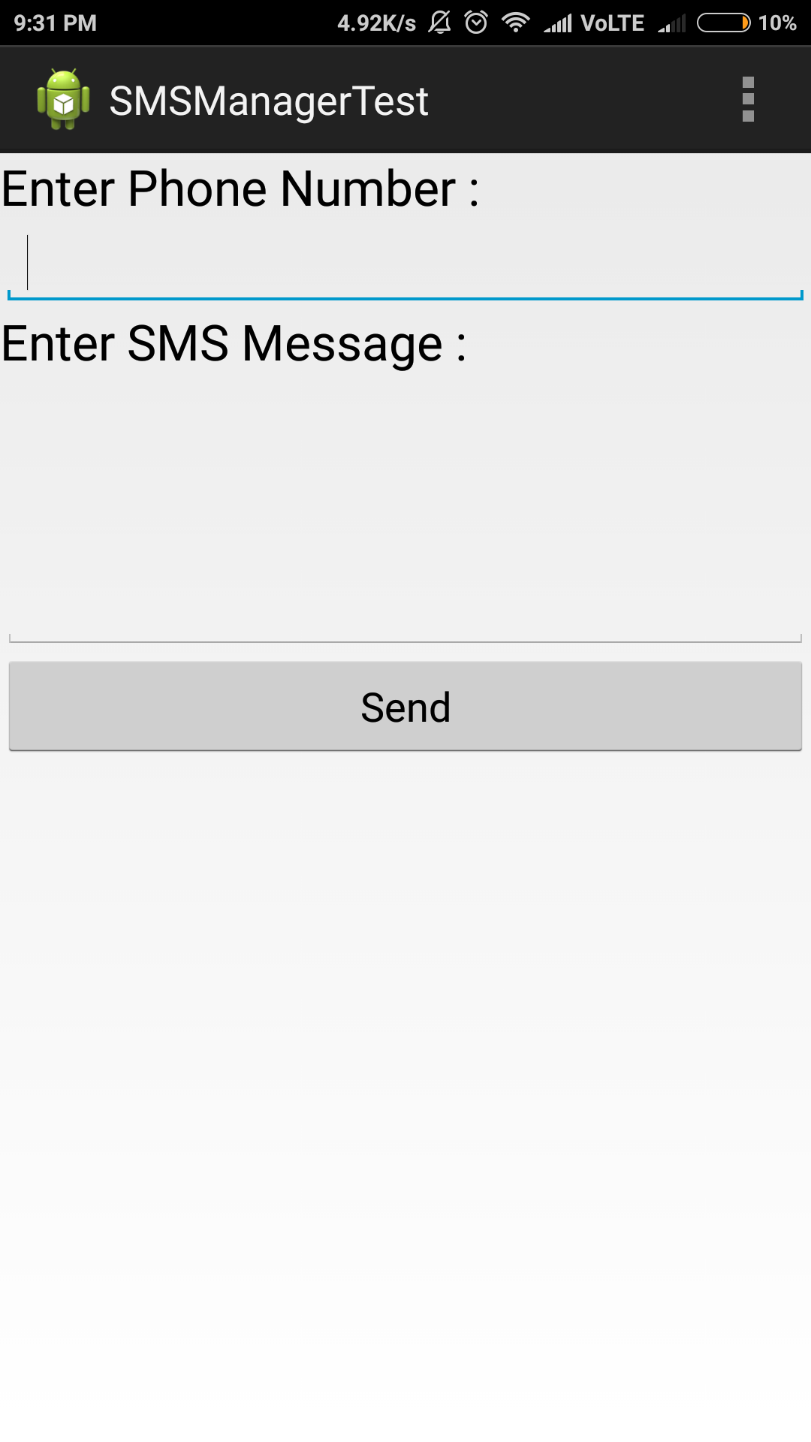 9:31 PM 4.92K/s VoLTE 10%
SMSManagerTest
Enter Phone Number :
Enter SMS Message :
Send